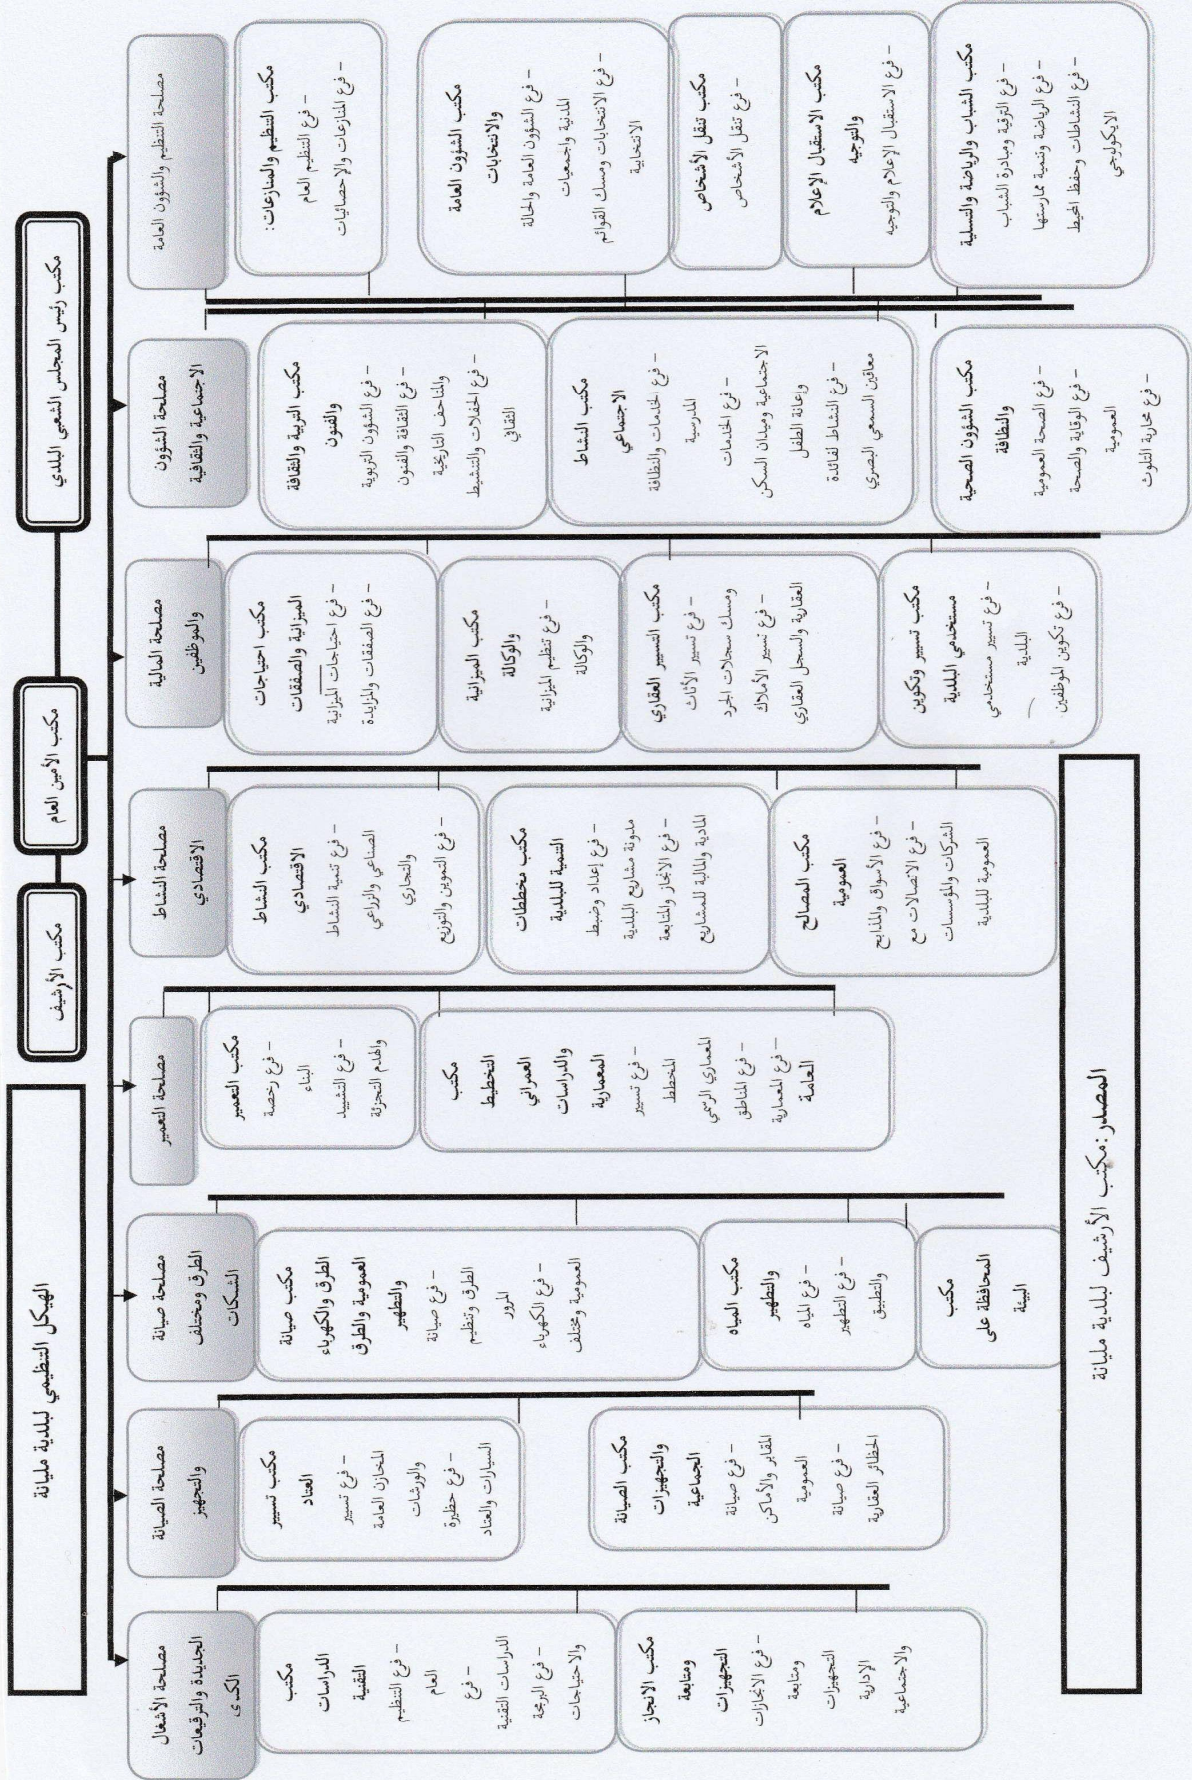 الهيكل التنظيمي لبلدية مليانة
مكتب رئيس المجلس الشعبي البلدي
مكتب الأمين العام
مكتب الأرشيف
مصلحة التنظيم والشؤون العامة
مكتب التنظيم والمنازعات:
- فرع التنظيم العام
- فرع المنازعات والإحصائيات
مكتب الشؤون العامة
والانتخابات
- فرع الشؤون العامة والحالة
المدنية واجمعيات
- فرع الانتخابات ومسك القوائم
الانتخابية
مكتب تنقل الأشخاص
- فرع تنقل الأشخاص
مكتب الاستقبال الإعلام
والتوجيه
- فرع الاستقبال الإعلام والتوجيه
مكتب الشباب والرياضة والتسلية
- فرع الترقية ومبادرة الشباب
- فرع الرياضة وتنمية ممارستها
- فرع النشاطات وحفظ المحيط
الايكولوجي
مصلحة الشؤون
الاجتماعية والثقافية
مكتب التربية والثقافة
والفنون
- فرع الشؤون التربوية
- فرع الثقافة والفنون
والمتاحف التاريخية
- فرع الحفلات والتنشيط
الثقافي
مكتب النشاط
الاجتماعي
- فرع الخدمات والنظافة
المدرسية
- فرع الخدمات
الاجتماعية وميدان السكن
وإعانة الطفل
- فرع النشاط لفائدة
معاقين السمعي البصري
مكتب الشؤون الصحية
والنظافة
- فرع الصحة العمومية
- فرع الوقاية والصحة
العمومية
- فرع محاربة التلوث
مصلحة المالية
والموظفين
مكتب احتياجات
الميزانية والصفقات
- فرع احتياجات الميزانية
- فرع الصفقات والمزايدة
مكتب الميزانية
والوكالة
- فرع تنظيم الميزانية
والوكالة
مكتب التسيير العقاري
- فرع تسيير الأثاث
ومسك سجلات الجرد
- فرع تسيير الأملاك
العقارية والسجل العقاري
مكتب تسيير وتكوين
مستخدمي البلدية
- فرع تسيير مستخدمي
البلدية
- فرع تكوين الموظفين
مصلحة النشاط
الاقتصادي
مكتب النشاط
الاقتصادي
- فرع تنمية النشاط
الصناعي والزراعي
والتجاري
- فرع التموين والتوزيع
مكتب مخططات
التنمية للبلدية
- فرع إعداد وضبط
مدونة مشاريع البلدية
- فرع الانجاز والمتابعة
المادية والمالية للمشاريع
مكتب المصالح
العمومية
- فرع الأسواق والمذابح
- فرع الاتصالات مع
الشركات والمؤسسات
العمومية للبلدية
مصلحة التعمير
مكتب التعمير
- فرع رخصة
البناء
- فرع التشييد
والهدم التجزئة
مكتب
التخطيط
العمراني
والدراسات
المعمارية
- فرع تسيير
المخطط
المعماري الرسمي
- فرع المناطق
- فرع المعمارية
العامة
مصلحة صيانة
الطرق ومختلف
الشبكات
مكتب صيانة
الطرق والكهرباء
العمومية والطرق
والتطهير
- فرع صيانة
الطرق وتنظيم
المرور
- فرع الكهرباء
العمومية ومختلف
مكتب المياه
والتطهير
- فرع المياه
- فرع التطهير
والتطبيق
مكتب
المحافظة على
البيئة
مصلحة الصيانة
والتجهيز
مكتب تسيير
العتاد
- فرع تسيير
المخازن العامة
والورشات
- فرع حظيرة
السيارات والعتاد
مكتب الصيانة
والتجهيزات
الجماعية
- فرع صيانة
المقابر والأماكن
العمومية
- فرع صيانة
الحظائر العقارية
مصلحة الأشغال
الجديدة والترقيعات
الكبرى
مكتب
الدراسات
التقنية
- فرع التنظيم
العام
- فرع
الدراسات التقنية
- فرع البرمجة
والاحتياجات
مكتب الانجاز
ومتابعة
التجهيزات
- فرع الانجازات
ومتابعة
التجهيزات
الإدارية
والاجتماعية
المصدر :مكتب الأرشيف لبلدية مليانة